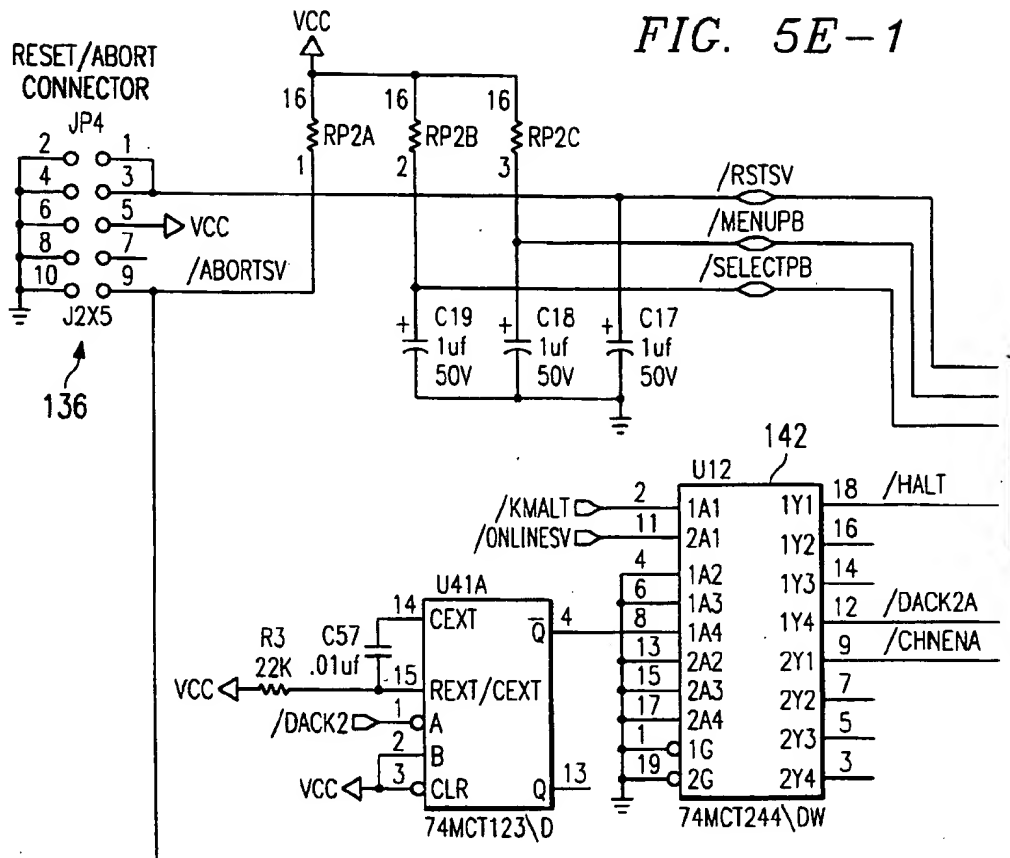 FIG. 5E-1
VCC
RESET/ABORT
CONNECTOR
JP4
2 1
4 3
6 5 VCC
8 7
10 9 /ABORTSV
J2X5
136
16 RP2A 1
16 RP2B 2
16 RP2C 3
/RSTSV
/MENUPB
/SELECTPB
+ C19
1uf
50V
+ C18
1uf
50V
+ C17
1uf
50V
142
U12
/KMALT 2 1A1
/ONLINESV 11 2A1
4 1A2
6 1A3
8 1A4
13 2A2
15 2A3
17 2A4
1 1G
19 2G
1Y1 18 /HALT
1Y2 16
1Y3 14
1Y4 12 /DACK2A
2Y1 9 /CHNENA
2Y2 7
2Y3 5
2Y4 3
74MCT244\DW
U41A
14 CEXT
R3
22K
C57
.01uf
VCC 15 REXT/CEXT
/DACK2 1 A
2 B
VCC 3 CLR
Q 4
Q 13
74MCT123\D